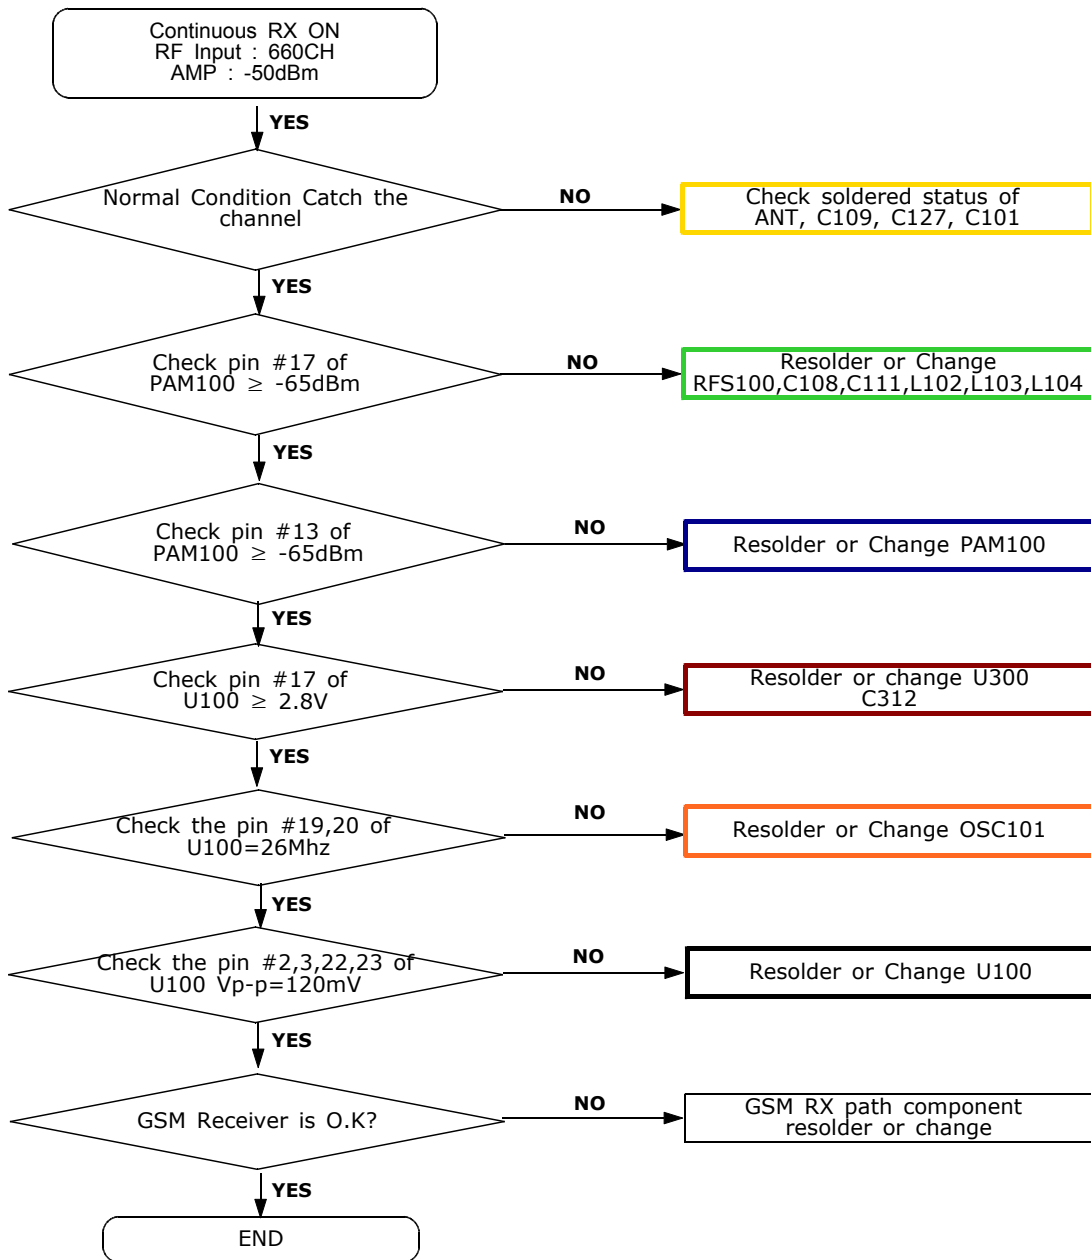 Continuous RX ON
RF Input : 660CH
AMP : -50dBm
YES
Normal Condition Catch the
channel
NO
Check soldered status of
ANT, C109, C127, C101
YES
Check pin #17 of
PAM100 ≥ -65dBm
NO
Resolder or Change
RFS100,C108,C111,L102,L103,L104
YES
Check pin #13 of
PAM100 ≥ -65dBm
NO
Resolder or Change PAM100
YES
Check pin #17 of
U100 ≥ 2.8V
NO
Resolder or change U300
C312
YES
Check the pin #19,20 of
U100=26Mhz
NO
Resolder or Change OSC101
YES
Check the pin #2,3,22,23 of
U100 Vp-p=120mV
NO
Resolder or Change U100
YES
GSM Receiver is O.K?
NO
GSM RX path component
resolder or change
YES
END